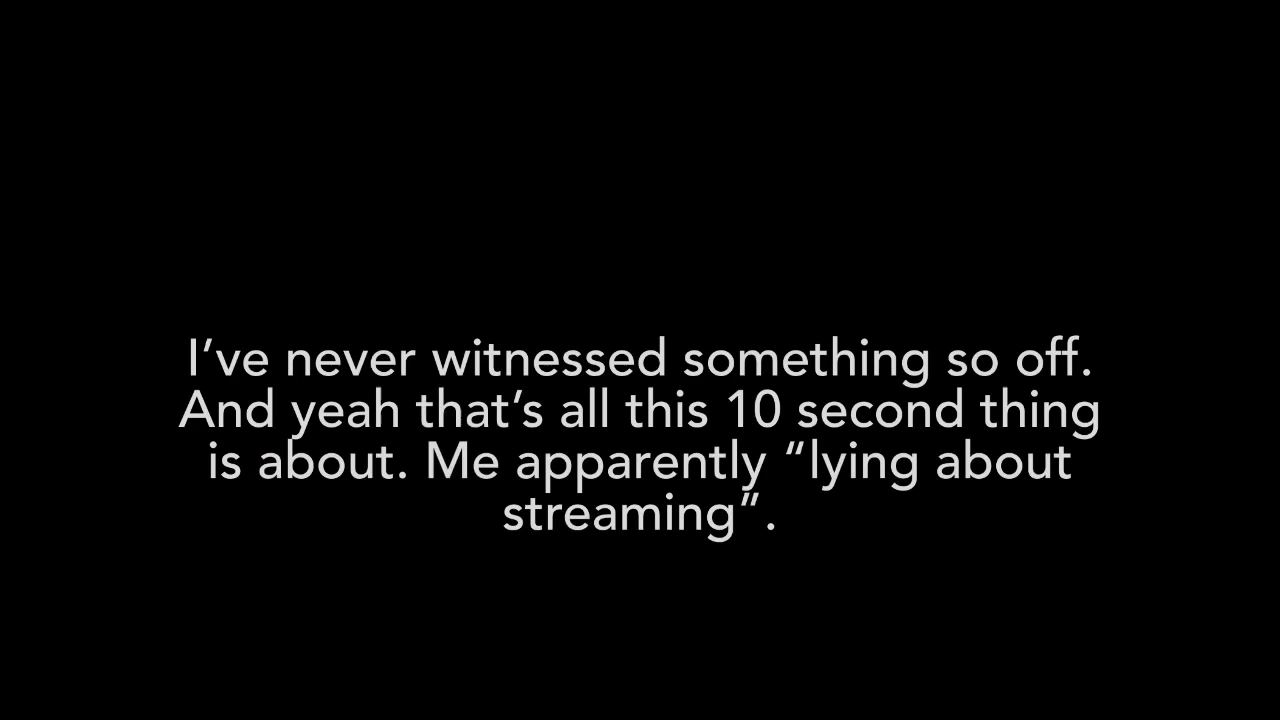 I’ve never witnessed something so off.
And yeah that’s all this 10 second thing
is about. Me apparently “lying about
streaming”.